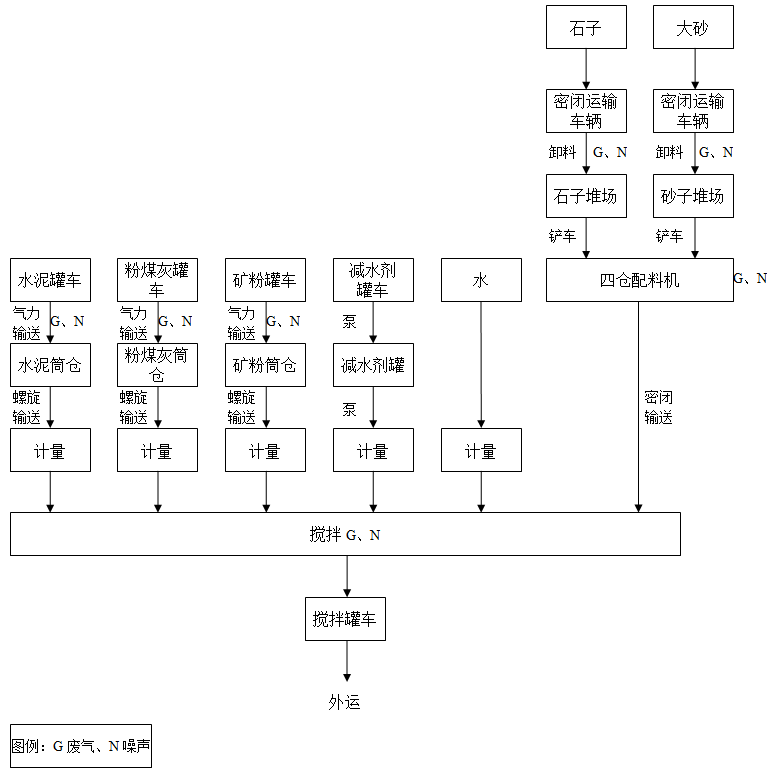 石子
大砂
密闭运输
车辆
密闭运输
车辆
卸料
G、N
卸料
G、N
石子堆场
砂子堆场
铲车
铲车
水泥罐车
粉煤灰罐
车
矿粉罐车
减水剂
罐车
水
四仓配料机
G、N
气力
输送
G、N
气力
输送
G、N
气力
输送
G、N
泵
水泥筒仓
粉煤灰筒
仓
矿粉筒仓
减水剂罐
螺旋
输送
螺旋
输送
螺旋
输送
泵
密闭
输送
计量
计量
计量
计量
计量
搅拌 G、N
搅拌罐车
外运
图例：G 废气、N 噪声